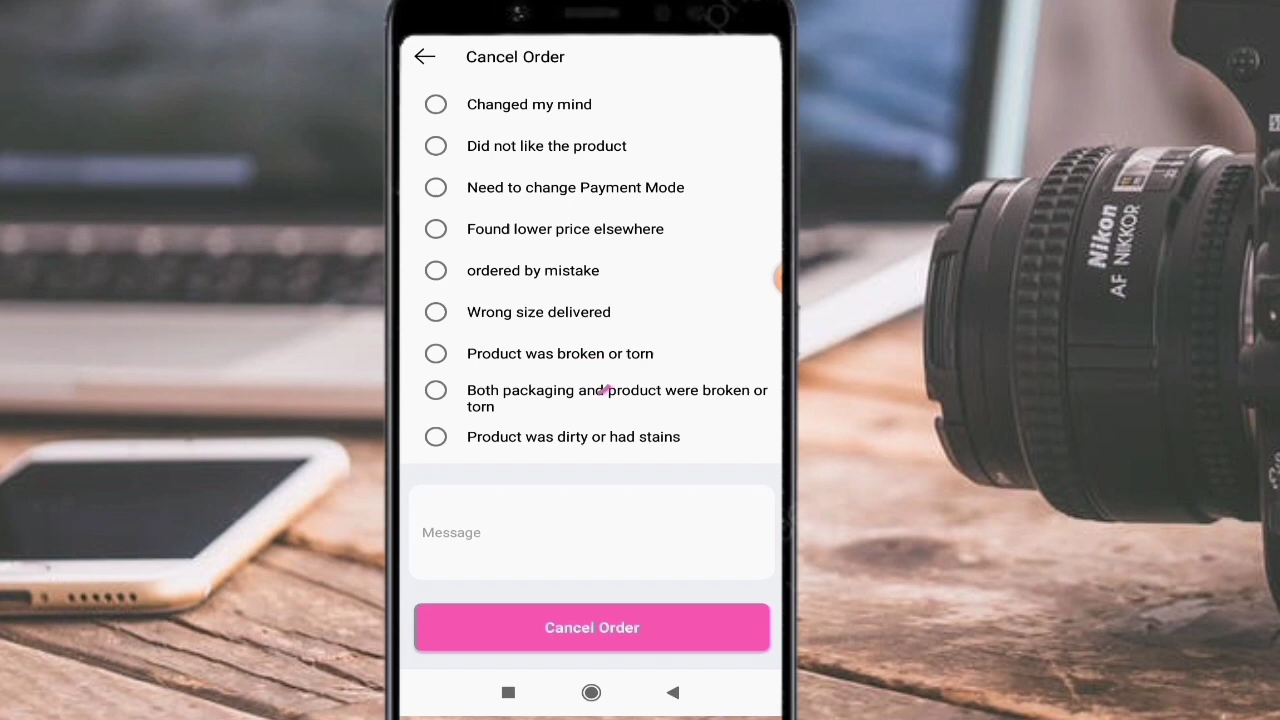 Cancel Order
Changed my mind
Did not like the product
Need to change Payment Mode
Found lower price elsewhere
ordered by mistake
Wrong size delivered
Product was broken or torn
Both packaging and product were broken or
torn
Product was dirty or had stains
Message
Cancel Order
Nikon
AF NIKKOR